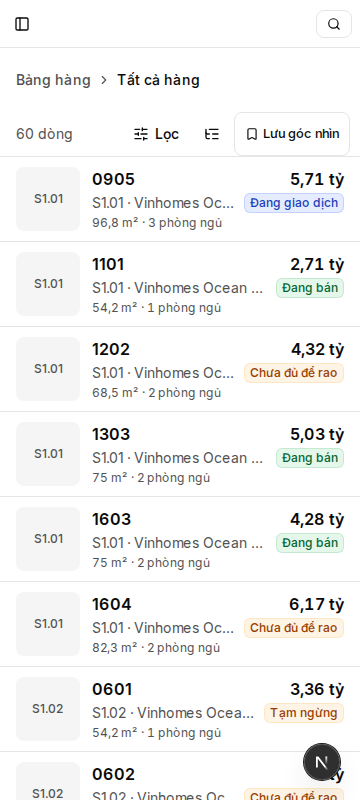 Bảng hàng > Tất cả hàng
60 dòng
Lọc
Lưu góc nhìn
S1.01
0905
5,71 tỷ
S1.01 · Vinhomes Oc...
Đang giao dịch
96,8 m² · 3 phòng ngủ
S1.01
1101
2,71 tỷ
S1.01 · Vinhomes Ocean ...
Đang bán
54,2 m² · 1 phòng ngủ
S1.01
1202
4,32 tỷ
S1.01 · Vinhomes Oc...
Chưa đủ để rao
68,5 m² · 2 phòng ngủ
S1.01
1303
5,03 tỷ
S1.01 · Vinhomes Ocean ...
Đang bán
75 m² · 2 phòng ngủ
S1.01
1603
4,28 tỷ
S1.01 · Vinhomes Ocean ...
Đang bán
75 m² · 2 phòng ngủ
S1.01
1604
6,17 tỷ
S1.01 · Vinhomes Oc...
Chưa đủ để rao
82,3 m² · 2 phòng ngủ
S1.02
0601
3,36 tỷ
S1.02 · Vinhomes Ocea...
Tạm ngừng
54,2 m² · 1 phòng ngủ
S1.02
0602
tỷ
S1.02 · Vinhomes Oc...
Chưa đủ để rao
N